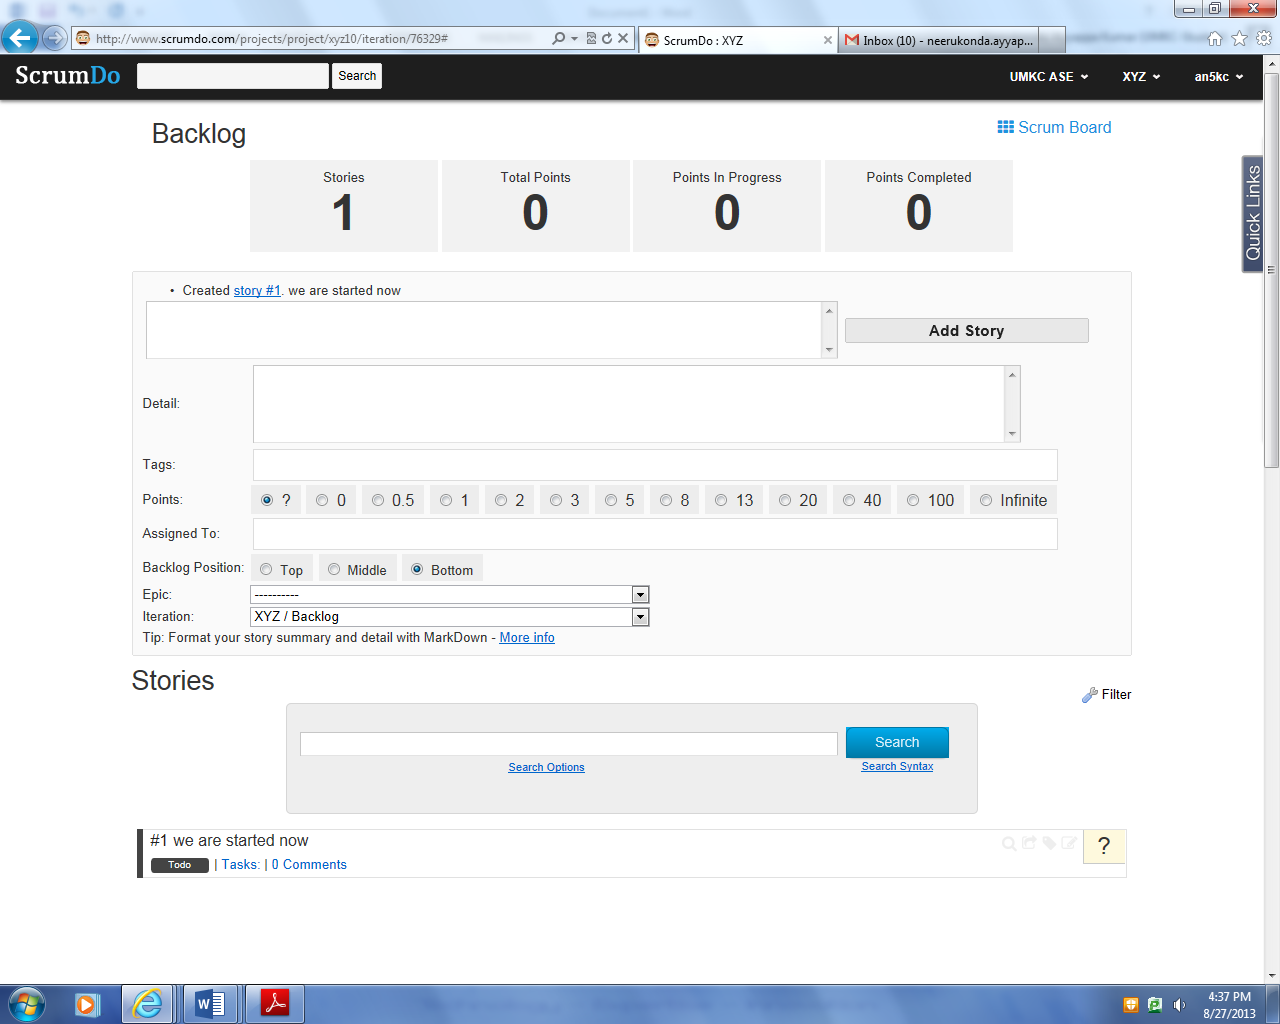 http://www.scrumdo.com/projects/project/xyz10/iteration/76329#
ScrumDo : XYZ
Inbox (10) - neerukonda.ayyap...
ScrumDo
Search
UMKC ASE
XYZ
an5kc
Backlog
Scrum Board
Stories
1
Total Points
0
Points In Progress
0
Points Completed
0
Quick Links
• Created story #1. we are started now
Add Story
Detail:
Tags:
Points: ? 0 0.5 1 2 3 5 8 13 20 40 100 Infinite
Assigned To:
Backlog Position: Top Middle Bottom
Epic: ----------
Iteration: XYZ / Backlog
Tip: Format your story summary and detail with MarkDown - More info
Stories
Filter
Search
Search Options
Search Syntax
#1 we are started now
?
Todo | Tasks: | 0 Comments
4:37 PM
8/27/2013